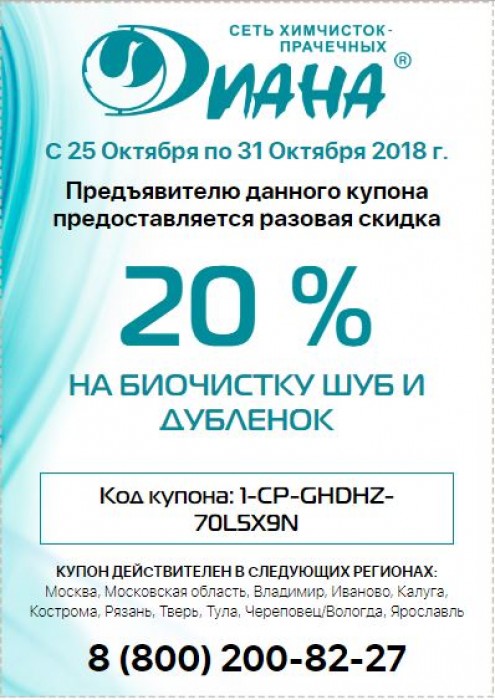 СЕТЬ ХИМЧИСТОК-
ПРАЧЕЧНЫХ
ДИАНА®
С 25 Октября по 31 Октября 2018 г.
Предъявителю данного купона
предоставляется разовая скидка
20 %
НА БИОЧИСТКУ ШУБ И
ДУБЛЕНОК
Код купона: 1-CP-GHDHZ-
70L5X9N
КУПОН ДЕЙСТВИТЕЛЕН В СЛЕДУЮЩИХ РЕГИОНАХ:
Москва, Московская область, Владимир, Иваново, Калуга,
Кострома, Рязань, Тверь, Тула, Череповец/Вологда, Ярославль
8 (800) 200-82-27